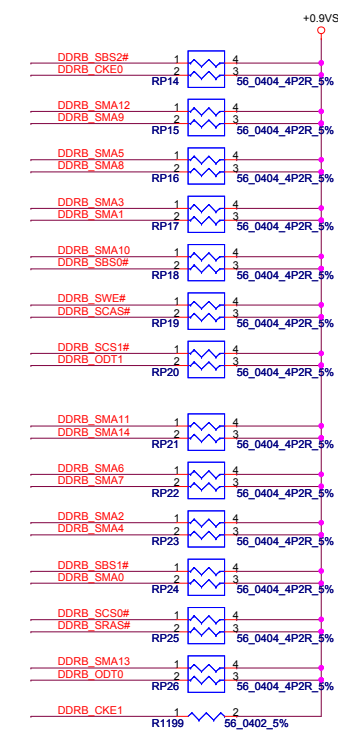 +0.9VS
DDRB_SBS2# 1 4
DDRB_CKE0 2 3
RP14 56_0404_4P2R_5%
DDRB_SMA12 1 4
DDRB_SMA9 2 3
RP15 56_0404_4P2R_5%
DDRB_SMA5 1 4
DDRB_SMA8 2 3
RP16 56_0404_4P2R_5%
DDRB_SMA3 1 4
DDRB_SMA1 2 3
RP17 56_0404_4P2R_5%
DDRB_SMA10 1 4
DDRB_SBS0# 2 3
RP18 56_0404_4P2R_5%
DDRB_SWE# 1 4
DDRB_SCAS# 2 3
RP19 56_0404_4P2R_5%
DDRB_SCS1# 1 4
DDRB_ODT1 2 3
RP20 56_0404_4P2R_5%
DDRB_SMA11 1 4
DDRB_SMA14 2 3
RP21 56_0404_4P2R_5%
DDRB_SMA6 1 4
DDRB_SMA7 2 3
RP22 56_0404_4P2R_5%
DDRB_SMA2 1 4
DDRB_SMA4 2 3
RP23 56_0404_4P2R_5%
DDRB_SBS1# 1 4
DDRB_SMA0 2 3
RP24 56_0404_4P2R_5%
DDRB_SCS0# 1 4
DDRB_SRAS# 2 3
RP25 56_0404_4P2R_5%
DDRB_SMA13 1 4
DDRB_ODT0 2 3
RP26 56_0404_4P2R_5%
DDRB_CKE1 1 2
R1199 56_0402_5%